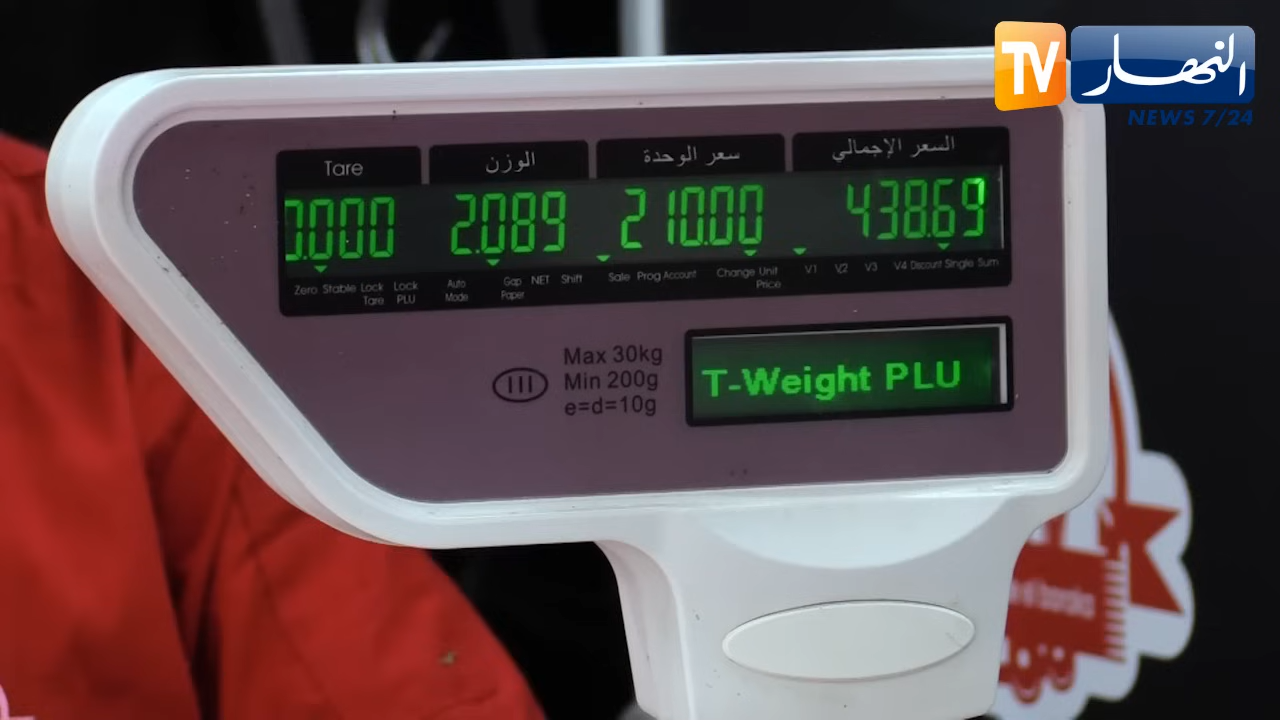 TV النهار
NEWS 7/24
Tare الوزن سعر الوحدة السعر الإجمالي
0.000 2.089 210.00 438.69
Zero Stable Lock Tare Lock PLU Auto Mode Gap Paper NET Shift Sale Prog Account Change Unit Price V1 V2 V3 V4 Discount Single Sum
Max 30kg
Min 200g
e=d=10g
III
T-Weight PLU